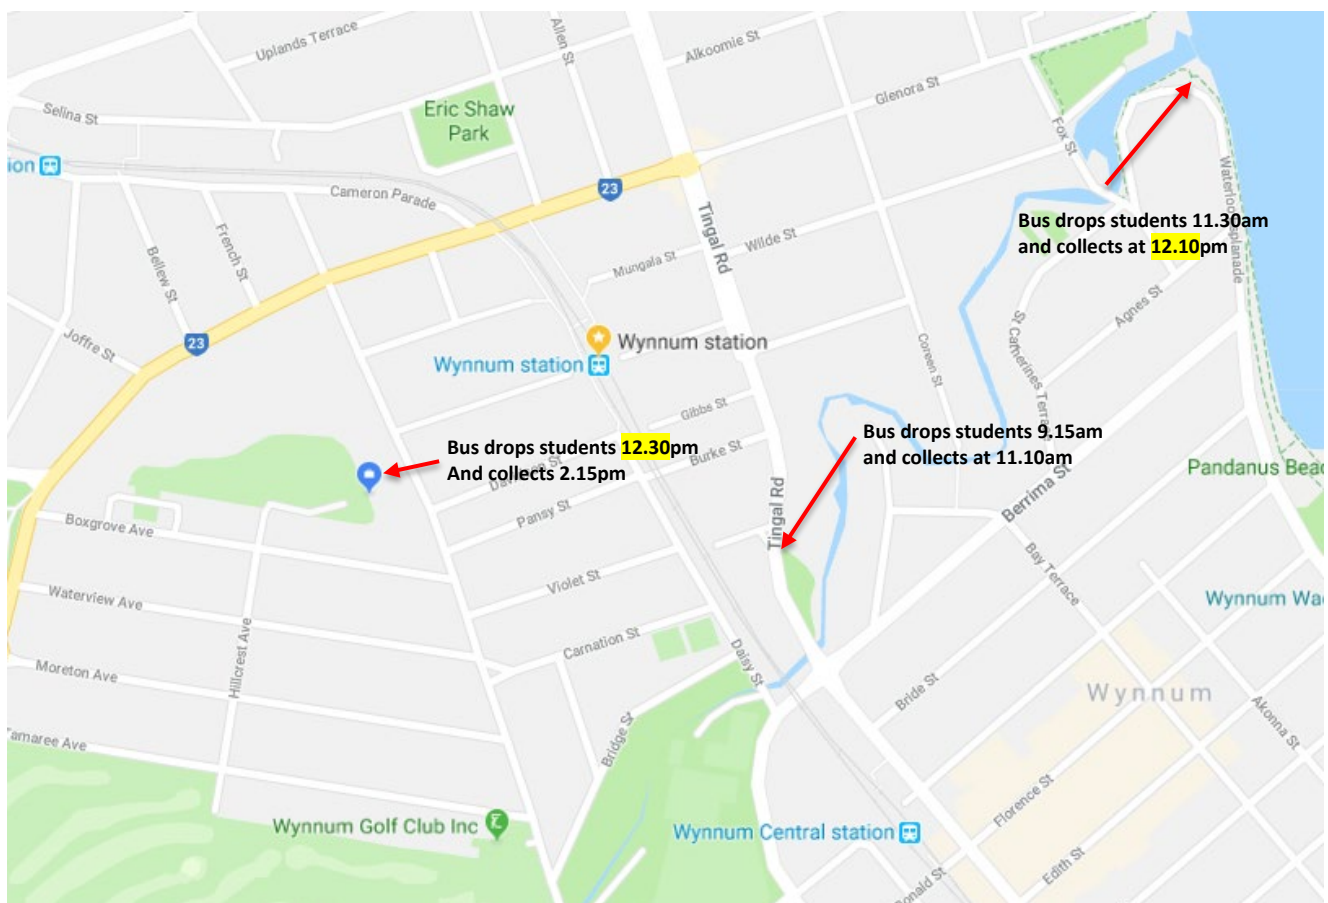 Uplands Terrace
Allen St
Alkoomie St
Selina St
Eric Shaw
Park
Glenora St
Fox St
ion
Cameron Parade
23
Tingal Rd
Waterloo Esplanade
Bus drops students 11.30am
and collects at 12.10pm
French St
Bellew St
Wilde St
Mungala St
Agnes St
Joffre St
23
Wynnum station
Wynnum station
St Catherines Terrace
Coreen St
Gibbs St
Bus drops students 9.15am
and collects at 11.10am
Bus drops students 12.30pm
And collects 2.15pm
Burke St
Pandanus Beac
Berrima St
Tingal Rd
Pansy St
Boxgrove Ave
Bay Terrace
Violet St
Waterview Ave
Wynnum Wa
Carnation St
Daisy St
Hillcrest Ave
Moreton Ave
Bride St
Wynnum
Akonna St
Tamaree Ave
Bridge St
Florence St
Wynnum Golf Club Inc
Wynnum Central station
Edith St
onald St